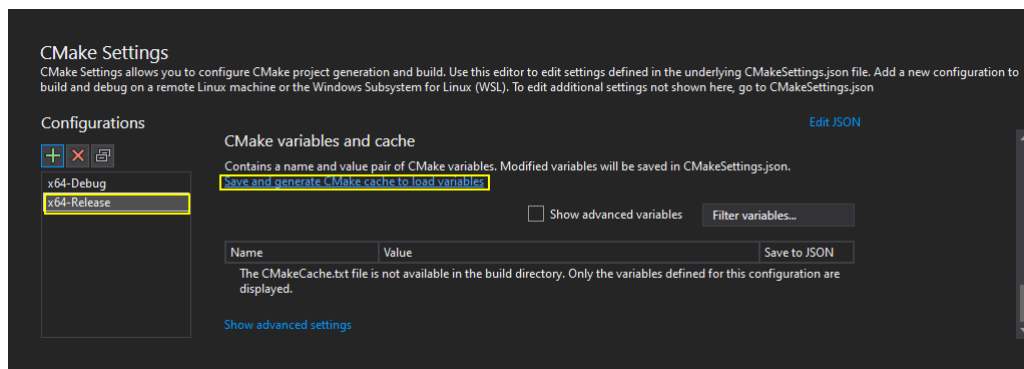 CMake Settings
CMake Settings allows you to configure CMake project generation and build. Use this editor to edit settings defined in the underlying CMakeSettings.json file. Add a new configuration to
build and debug on a remote Linux machine or the Windows Subsystem for Linux (WSL). To edit additional settings not shown here, go to CMakeSettings.json
Configurations
Edit JSON
x64-Debug
x64-Release
CMake variables and cache
Contains a name and value pair of CMake variables. Modified variables will be saved in CMakeSettings.json.
Save and generate CMake cache to load variables
Show advanced variables
Filter variables...
Name Value Save to JSON
The CMakeCache.txt file is not available in the build directory. Only the variables defined for this configuration are
displayed.
Show advanced settings